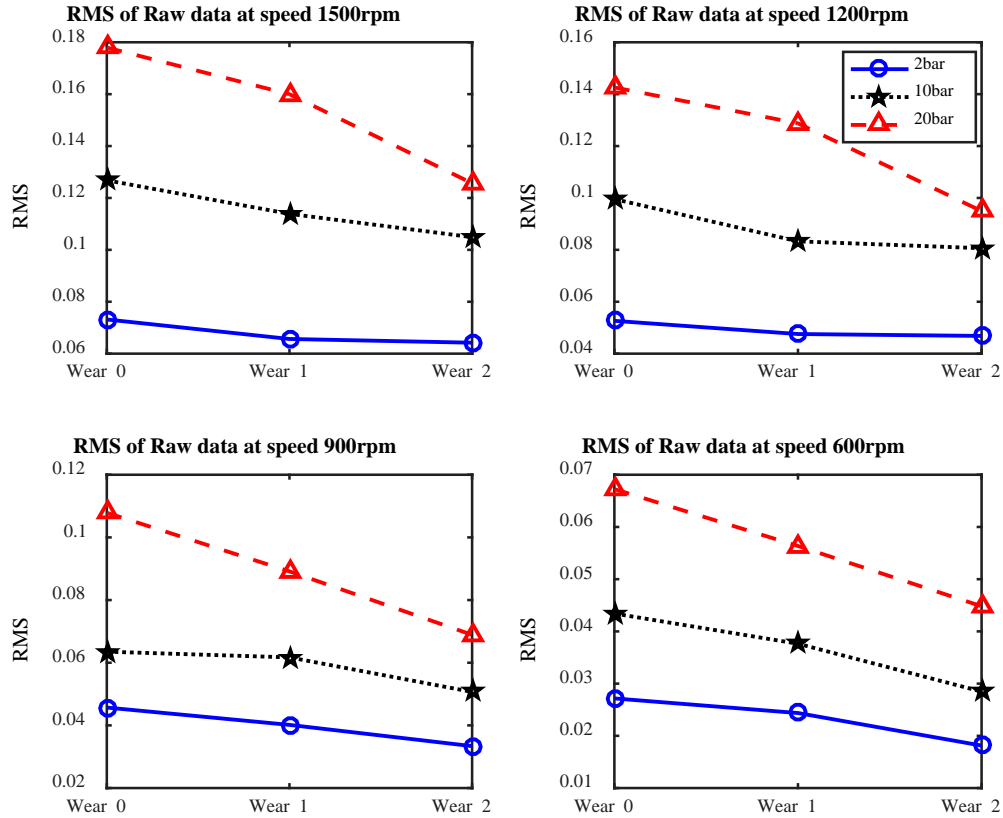 RMS of Raw data at speed 1500rpm
0.18
0.16
0.14
0.12
0.1
0.08
0.06
RMS
Wear 0
Wear 1
Wear 2
RMS of Raw data at speed 1200rpm
0.16
0.14
0.12
0.1
0.08
0.06
0.04
RMS
2bar
10bar
20bar
Wear 0
Wear 1
Wear 2
RMS of Raw data at speed 900rpm
0.12
0.1
0.08
0.06
0.04
0.02
RMS
Wear 0
Wear 1
Wear 2
RMS of Raw data at speed 600rpm
0.07
0.06
0.05
0.04
0.03
0.02
0.01
RMS
Wear 0
Wear 1
Wear 2